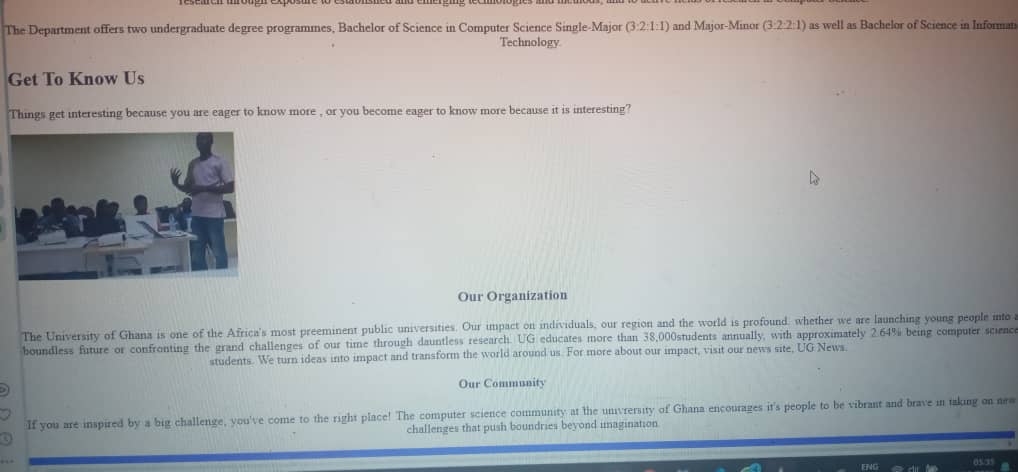 research through exposure to established and emerging technologies and methods, and to active fields of research in Computer Science.
The Department offers two undergraduate degree programmes, Bachelor of Science in Computer Science Single-Major (3:2:1:1) and Major-Minor (3:2:2:1) as well as Bachelor of Science in
Technology.
Get To Know Us
Things get interesting because you are eager to know more , or you become eager to know more because it is interesting?
Our Organization
The University of Ghana is one of the Africa's most preeminent public universities. Our impact on individuals, our region and the world is profound. whether we are launching young people into a
boundless future or confronting the grand challenges of our time through dauntless research. UG educates more than 38,000students annually, with approximately 2.64% being computer science
students. We turn ideas into impact and transform the world around us. For more about our impact, visit our news site, UG News.
Our Community
If you are inspired by a big challenge, you've come to the right place! The computer science community at the univresity of Ghana encourages it's people to be vibrant and brave in taking on new
challenges that push boundries beyond imagination.
ENG
05:35